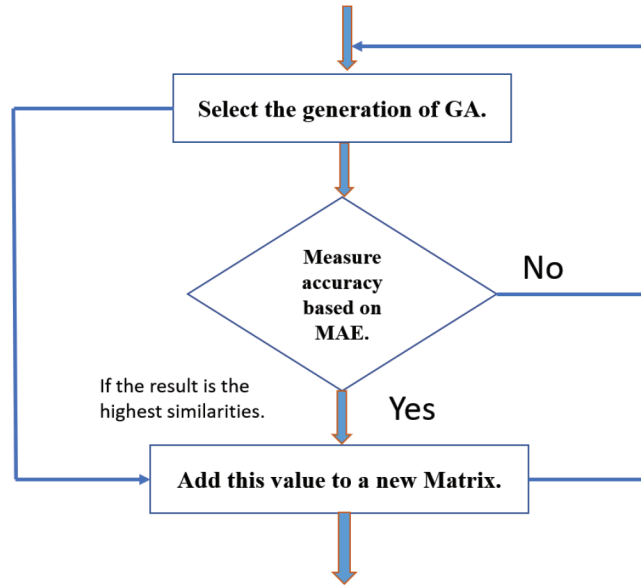 Select the generation of GA.
Measure
accuracy
based on
MAE.
No
If the result is the
highest similarities.
Yes
Add this value to a new Matrix.